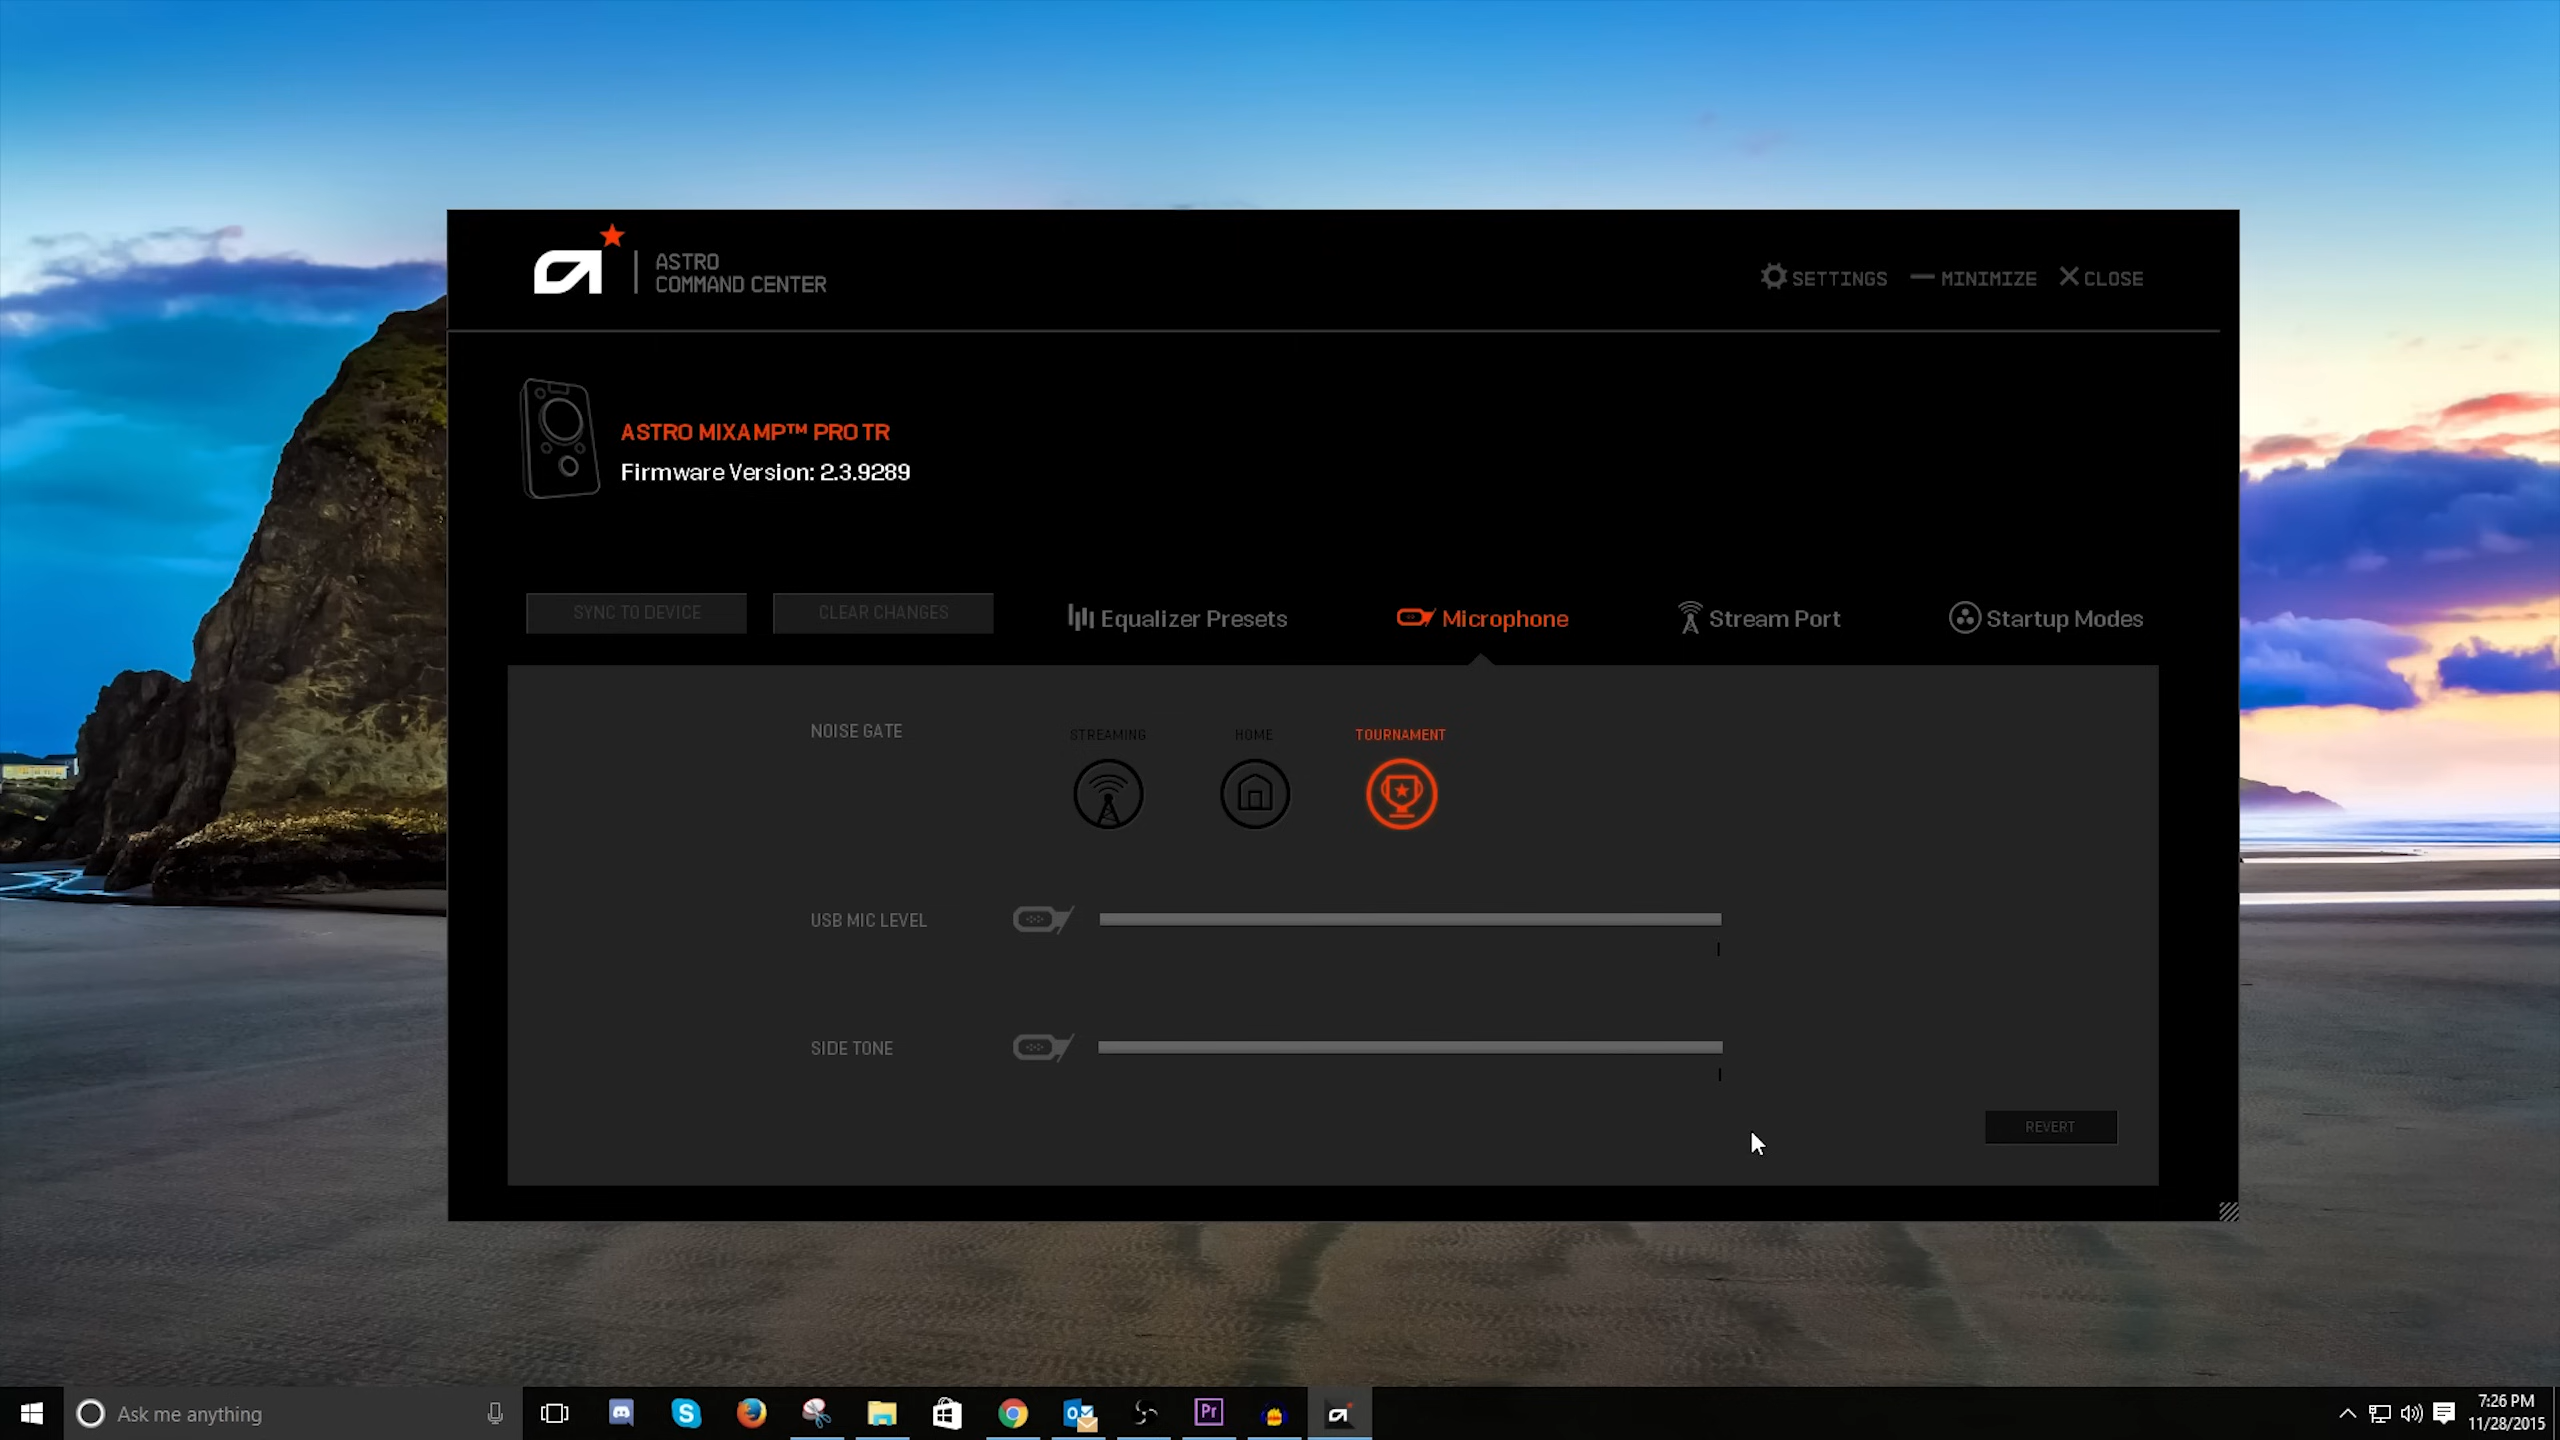 ASTRO
COMMAND CENTER
SETTINGS
MINIMIZE
CLOSE
ASTRO MIXAMP™ PRO TR
Firmware Version: 2.3.9289
SYNC TO DEVICE
CLEAR CHANGES
Equalizer Presets
Microphone
Stream Port
Startup Modes
NOISE GATE
STREAMING
HOME
TOURNAMENT
USB MIC LEVEL
SIDE TONE
REVERT
Ask me anything
Pr
7:26 PM
11/28/2015